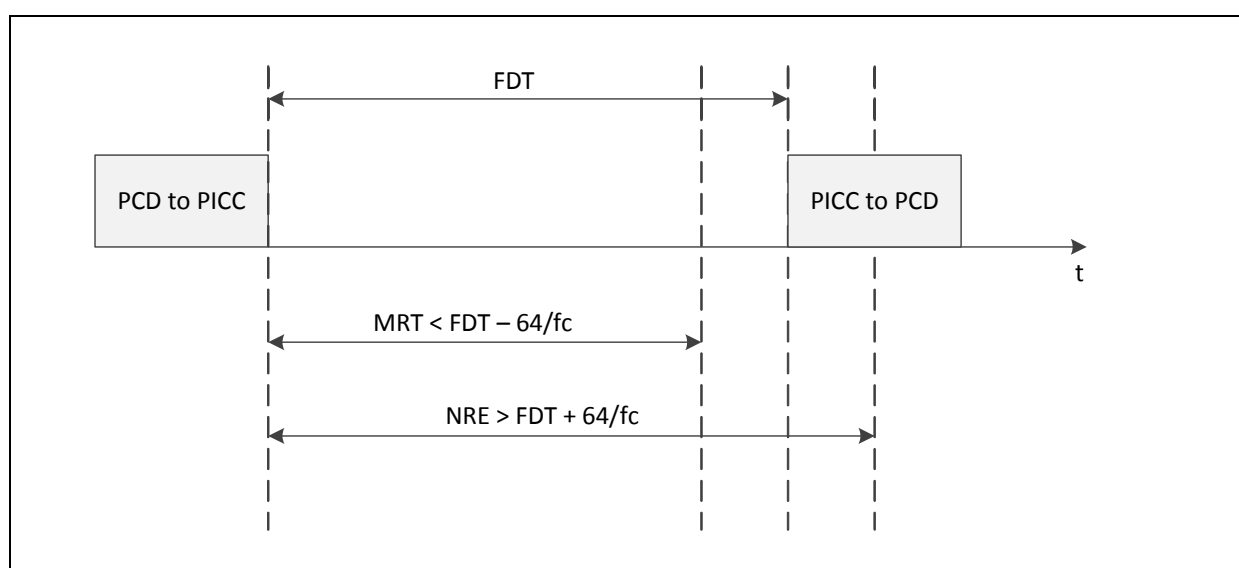 FDT
PCD to PICC
PICC to PCD
t
MRT < FDT – 64/fc
NRE > FDT + 64/fc